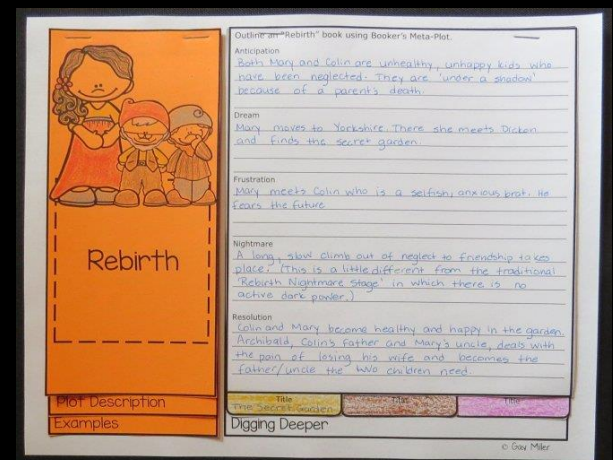 Rebirth
Plot Description
Examples
Outline an "Rebirth" book using Booker's Meta-Plot.
Anticipation
Both Mary and Colin are unhealthy, unhappy kids who
have been neglected. They are 'under a shadow'
because of a parent's death.
Dream
Mary moves to Yorkshire. There she meets Dickon
and finds the secret garden.
Frustration
Mary meets Colin who is a selfish, anxious brat. He
fears the future
Nightmare
A long, slow climb out of neglect to friendship takes
place. (This is a little different from the traditional
'Rebirth Nightmare Stage' in which there is no
active dark power.)
Resolution
Colin and Mary become healthy and happy in the garden.
Archibald, Colin's father and Mary's uncle, deals with
the pain of losing his wife and becomes the
father/uncle the two children need.
Title
The Secret Garden
Title
Title
Digging Deeper
© Gay Miller